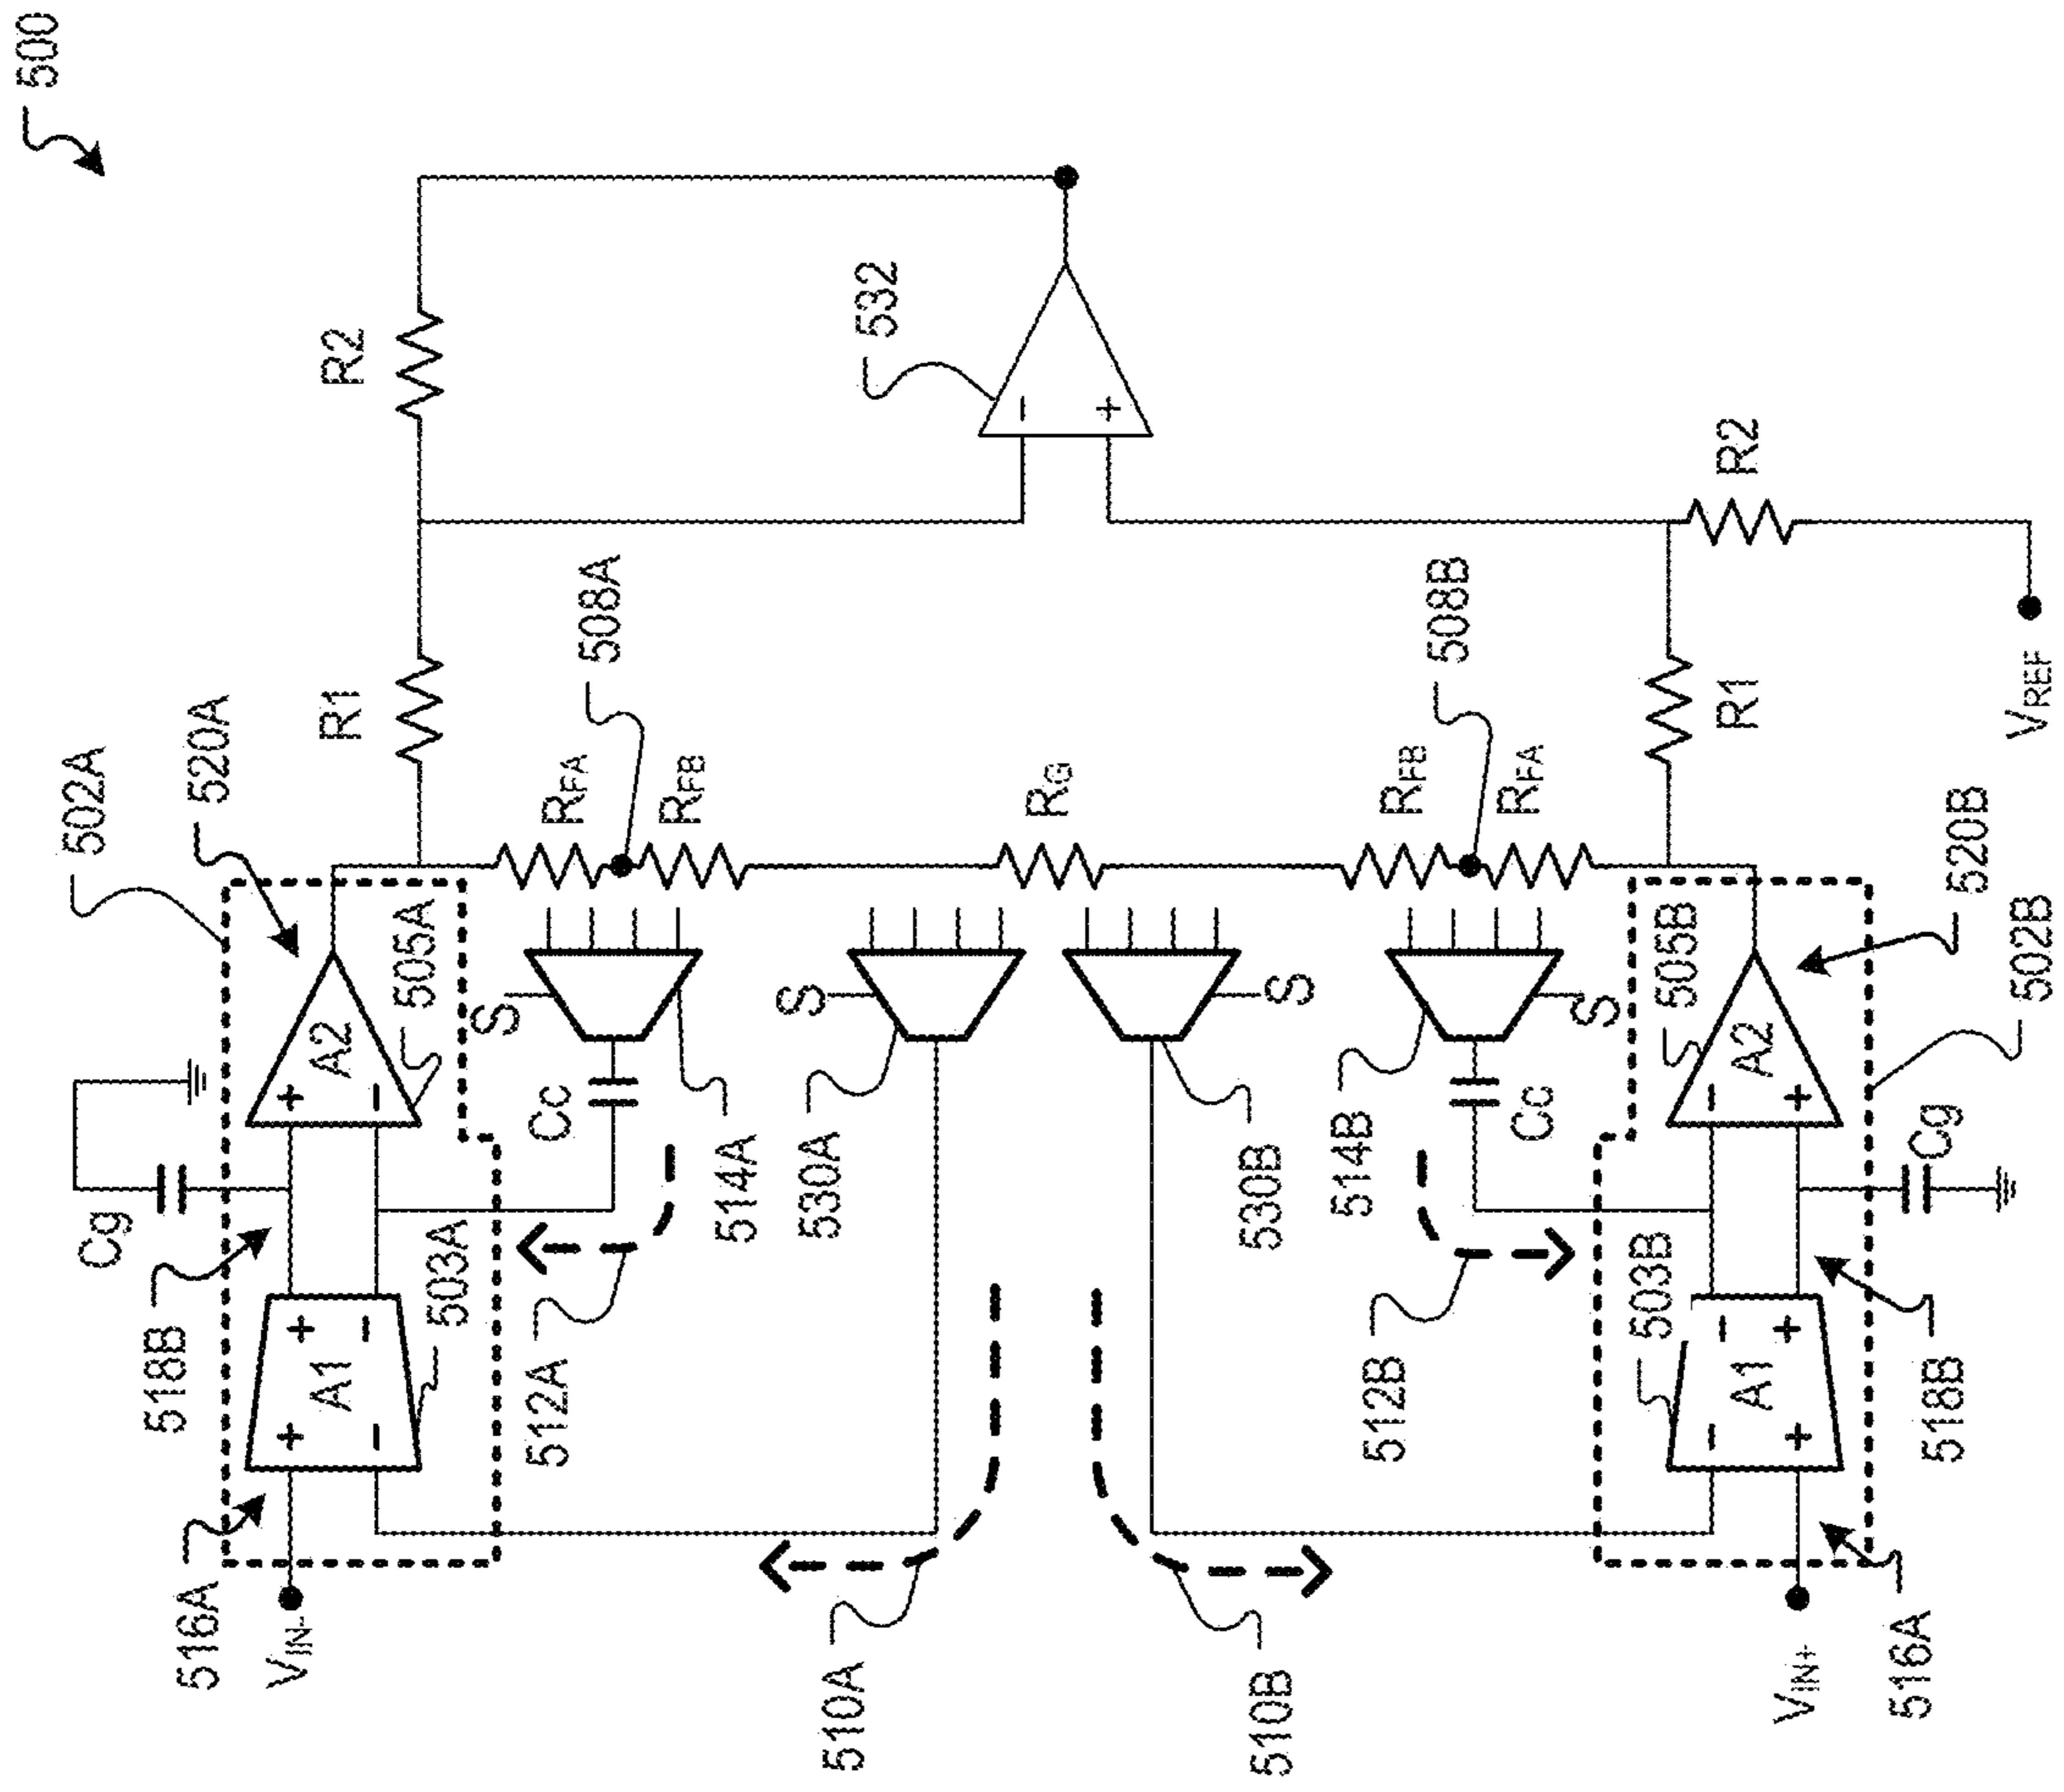 500
502A
520A
R1
R2
532
Cg
518B
A1
+
-
+
-
503A
A2
+
-
505A
516A
VIN-
S
Cc
514A
512A
RFA
508A
RFB
S
530A
510A
RG
S
530B
510B
S
Cc
514B
512B
RFB
508B
RFA
-
+
R1
R2
VREF
503B
A1
-
+
-
+
505B
A2
-
+
520B
502B
Cg
518B
516A
VIN+